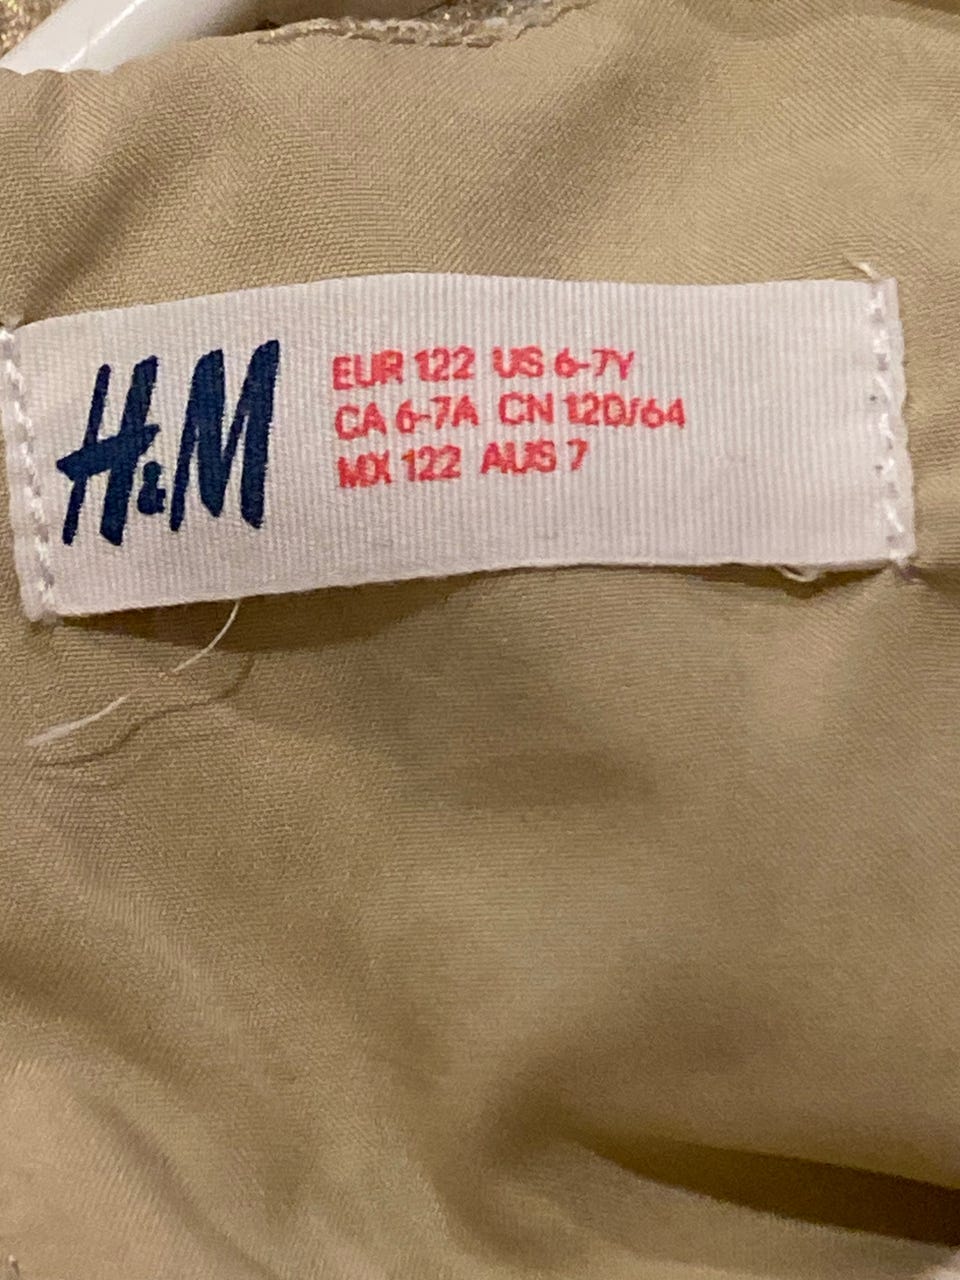 H&M
EUR 122 US 6-7Y
CA 6-7A CN 120/64
MX 122 AUS 7